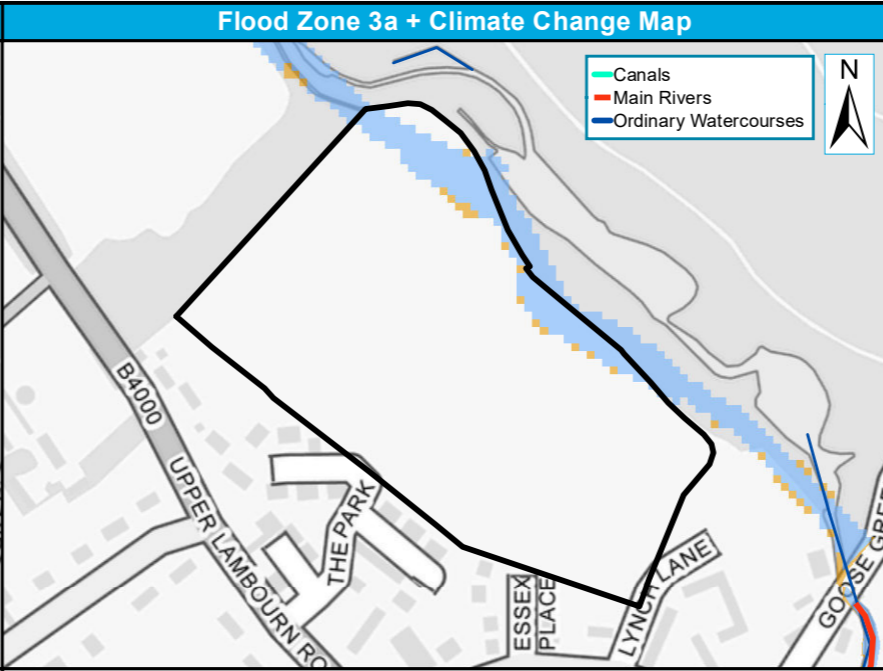 Flood Zone 3a + Climate Change Map
Canals
Main Rivers
Ordinary Watercourses
N
B4000
UPPER LAMBOURN RO
THE PARK
ESSEX
PLACE
LYNCH LANE
GOOSE GREE